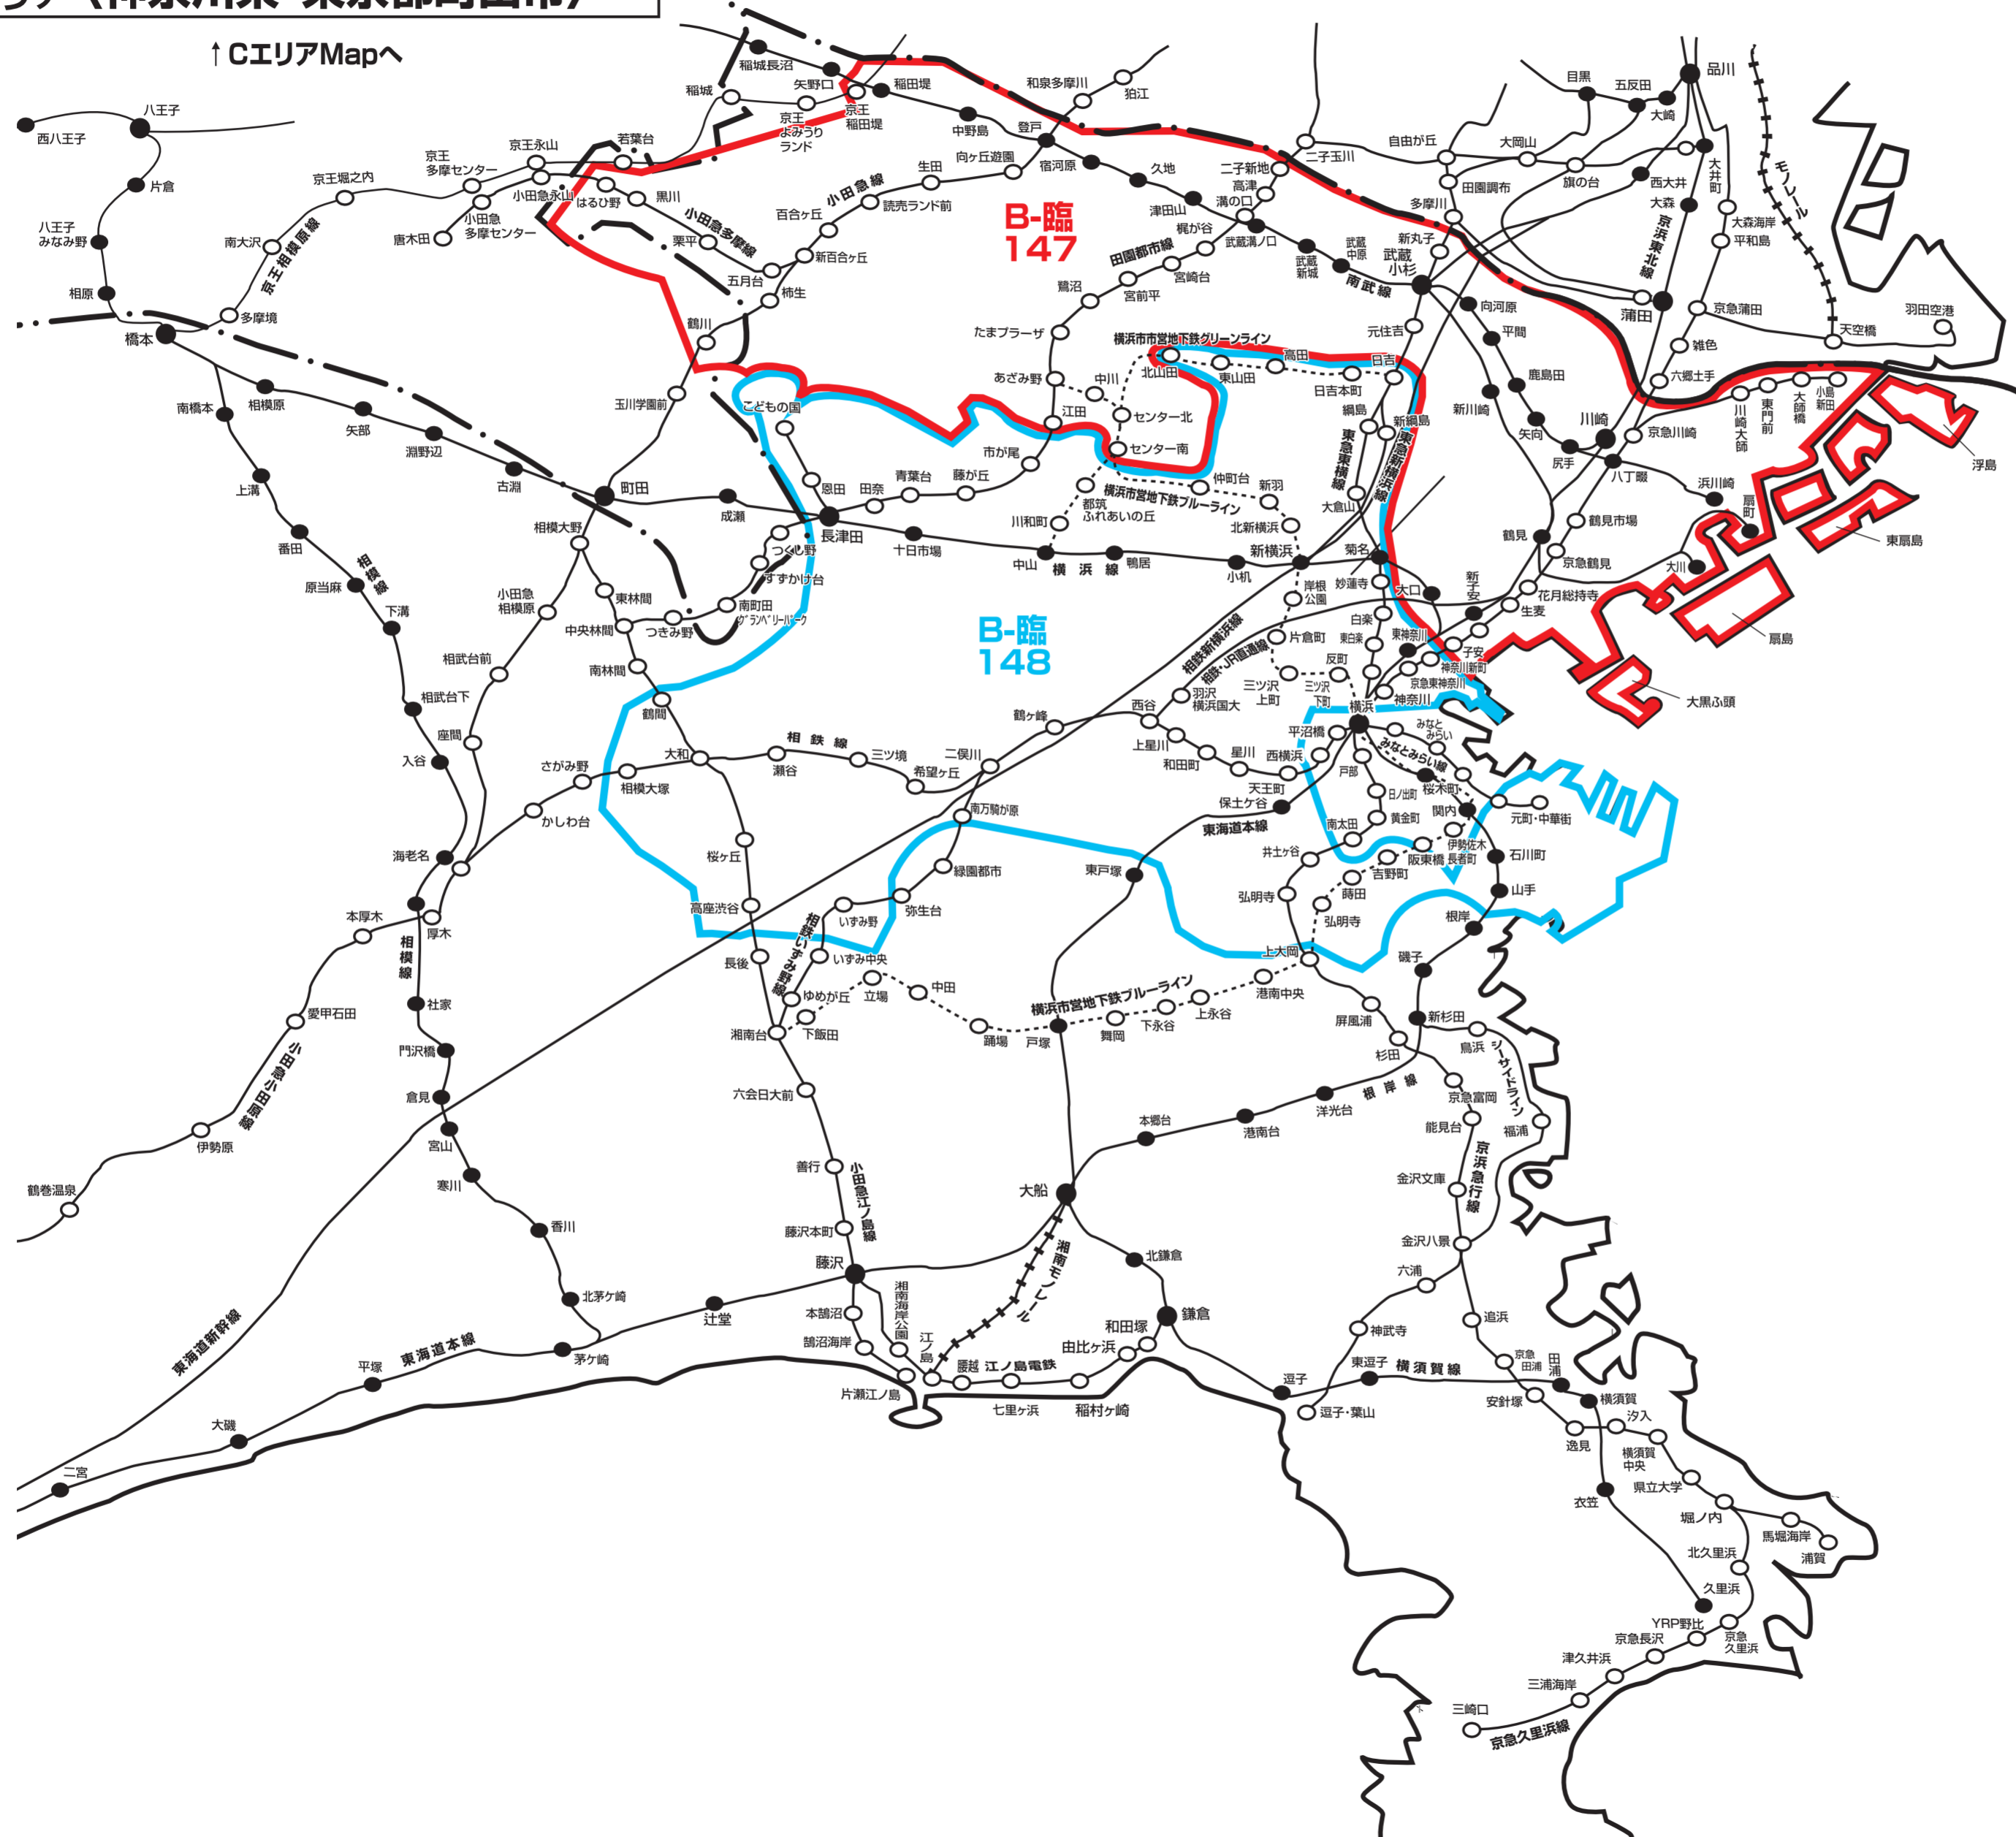 ↑CエリアMapへ
稲城長沼
矢野口
稲田堤
稲城
京王
よみうり
ランド
京王
稲田堤
中野島
登戸
和泉多摩川
狛江
八王子
西八王子
片倉
八王子
みなみ野
相原
橋本
京王堀之内
京王
多摩センター
京王永山
若葉台
小田急永山
はるひ野
黒川
小田急多摩線
栗平
五月台
小田急
多摩センター
唐木田
南大沢
京王相模原線
多摩境
百合ヶ丘
小田急線
生田
読売ランド前
向ヶ丘遊園
宿河原
新百合ヶ丘
柿生
鶴川
玉川学園前
B-臨
147
久地
津田山
二子新地
高津
溝の口
武蔵溝ノ口
梶が谷
田園都市線
宮崎台
宮前平
鷺沼
たまプラーザ
あざみ野
二子玉川
自由が丘
大岡山
目黒
五反田
大崎
品川
モノレール
田園調布
旗の台
大井町
西大井
大森
大森海岸
平和島
京浜東北線
多摩川
新丸子
武蔵
小杉
武蔵
中原
武蔵
新城
南武線
元住吉
向河原
平間
鹿島田
新川崎
矢向
川崎
尻手
蒲田
京急蒲田
雑色
六郷土手
天空橋
羽田空港
京急川崎
川崎大師
東門前
大師橋
小島
新田
浮島
八丁畷
浜川崎
扇町
東扇島
大川
扇島
大黒ふ頭
横浜市市営地下鉄グリーンライン
北山田
東山田
高田
日吉本町
日吉
中川
センター北
センター南
江田
市が尾
藤が丘
青葉台
田奈
恩田
こどもの国
長津田
つくし野
すずかけ台
南町田
グランベリーパーク
つきみ野
中央林間
東林間
相模大野
町田
成瀬
古淵
淵野辺
矢部
相模原
南橋本
上溝
番田
相模線
原当麻
下溝
相武台下
入谷
海老名
十日市場
中山
横浜線
鴨居
小机
新横浜
川和町
都筑
ふれあいの丘
横浜市営地下鉄ブルーライン
仲町台
新羽
北新横浜
綱島
新綱島
東急東横線
東急新横浜線
大倉山
菊名
妙蓮寺
大口
白楽
東白楽
東神奈川
反町
岸根
公園
片倉町
三ツ沢
上町
三ツ沢
下町
鶴見
鶴見市場
京急鶴見
花月総持寺
生麦
新子安
子安
神奈川新町
京急東神奈川
神奈川
B-臨
148
相鉄新横浜線
相鉄・JR直通線
羽沢
横浜国大
小田急
相模原
相武台前
座間
南林間
鶴間
大和
相模大塚
さがみ野
かしわ台
相鉄線
瀬谷
三ツ境
希望ヶ丘
二俣川
鶴ヶ峰
西谷
上星川
和田町
星川
天王町
西横浜
平沼橋
横浜
戸部
みなと
みらい
みなとみらい線
桜木町
関内
元町・中華街
日ノ出町
黄金町
南太田
井土ヶ谷
弘明寺
伊勢佐木
長者町
阪東橋
吉野町
蒔田
弘明寺
上大岡
石川町
山手
根岸
磯子
保土ケ谷
東海道本線
東戸塚
南万騎が原
緑園都市
弥生台
いずみ野
相鉄いずみ野線
いずみ中央
ゆめが丘
湘南台
下飯田
立場
中田
踊場
戸塚
横浜市営地下鉄ブルーライン
舞岡
下永谷
上永谷
港南中央
桜ヶ丘
高座渋谷
長後
六会日大前
善行
小田急江ノ島線
藤沢本町
藤沢
本厚木
厚木
相模線
社家
門沢橋
倉見
宮山
寒川
香川
北茅ケ崎
茅ケ崎
愛甲石田
小田急小田原線
伊勢原
鶴巻温泉
屏風浦
杉田
新杉田
鳥浜
シーサイドライン
福浦
京急富岡
能見台
京浜急行線
金沢文庫
金沢八景
六浦
追浜
神武寺
京急
田浦
田浦
安針塚
根岸線
洋光台
港南台
本郷台
大船
湘南モノレール
北鎌倉
鎌倉
和田塚
由比ヶ浜
稲村ヶ崎
七里ヶ浜
江ノ島電鉄
腰越
江ノ島
湘南海岸公園
本鵠沼
鵠沼海岸
片瀬江ノ島
辻堂
東海道本線
東海道新幹線
平塚
大磯
二宮
逗子
逗子・葉山
東逗子
横須賀線
横須賀
汐入
逸見
横須賀
中央
県立大学
堀ノ内
馬堀海岸
浦賀
衣笠
北久里浜
久里浜
YRP野比
京急
久里浜
京急長沢
津久井浜
三浦海岸
三崎口
京急久里浜線